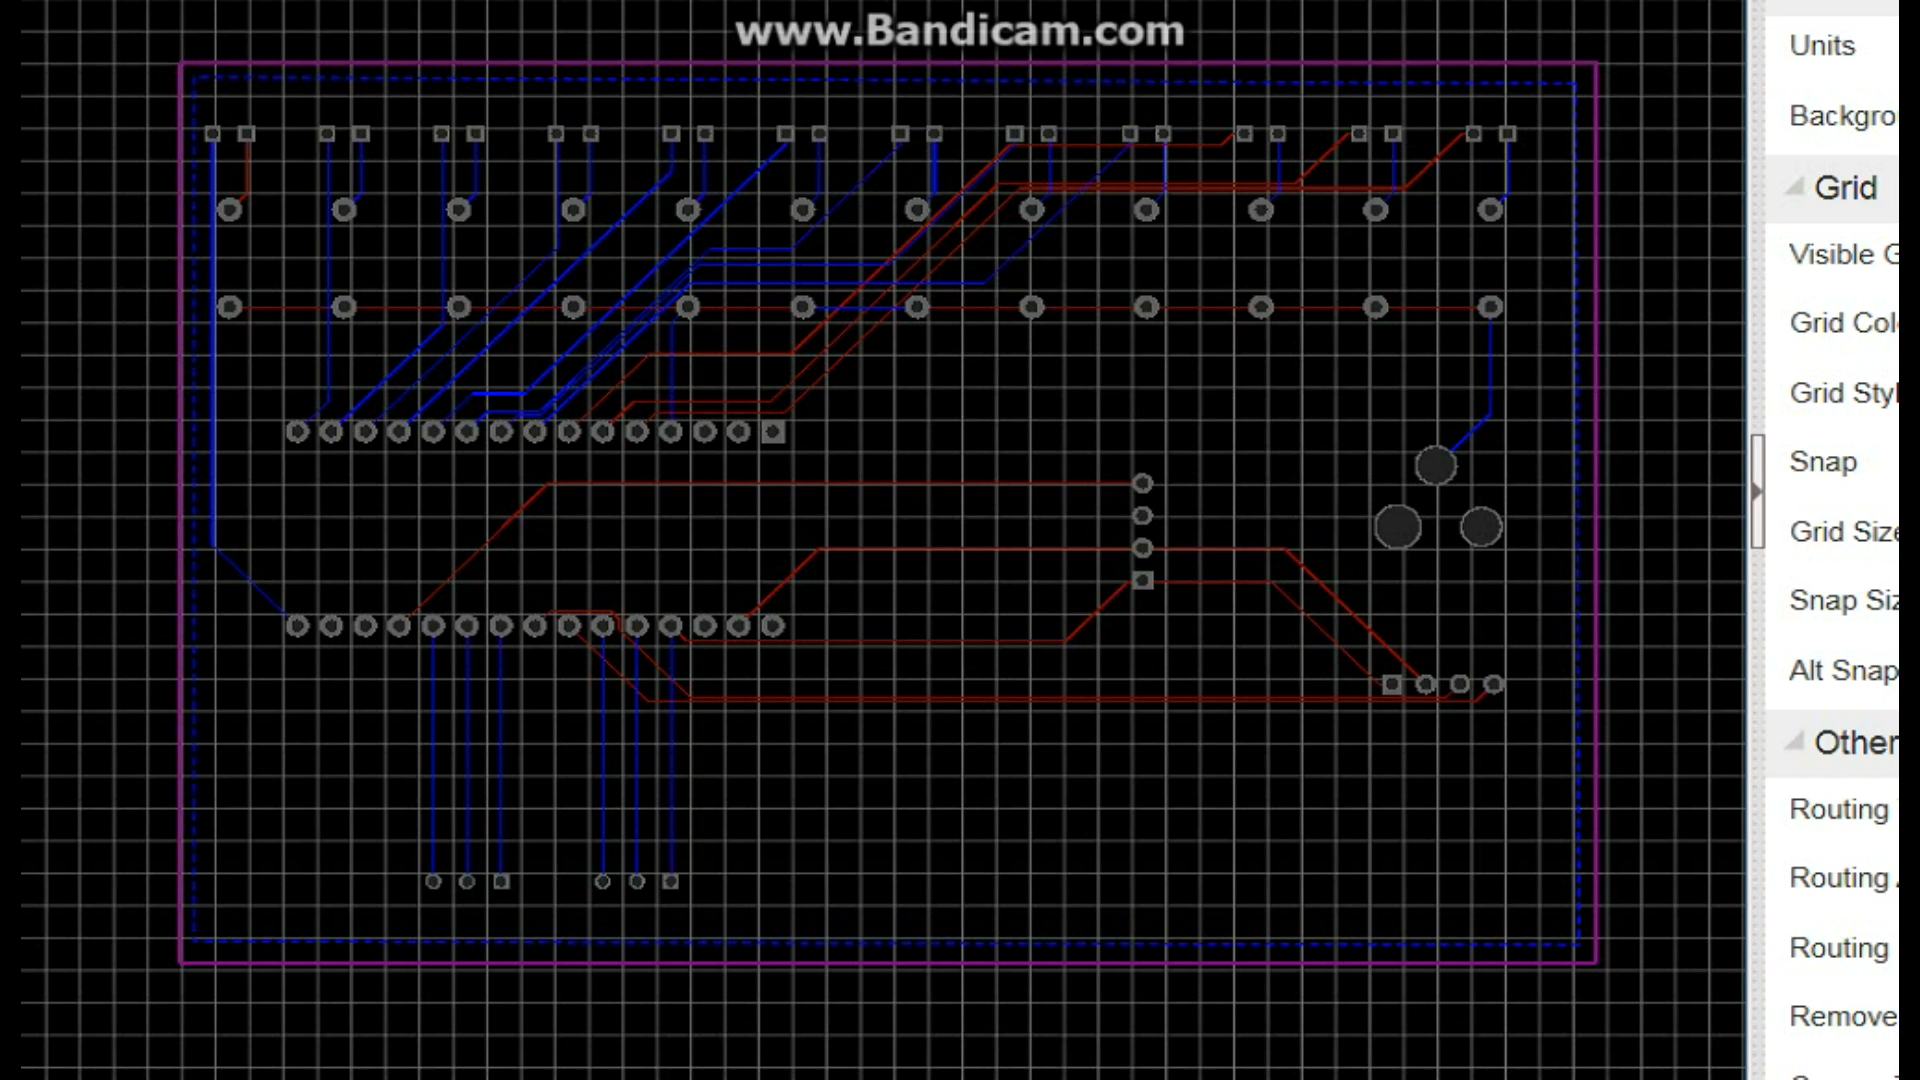 www.Bandicam.com
Units
Backgro
Grid
Visible G
Grid Col
Grid Styl
Snap
Grid Size
Snap Siz
Alt Snap
Other
Routing
Routing
Routing
Remove